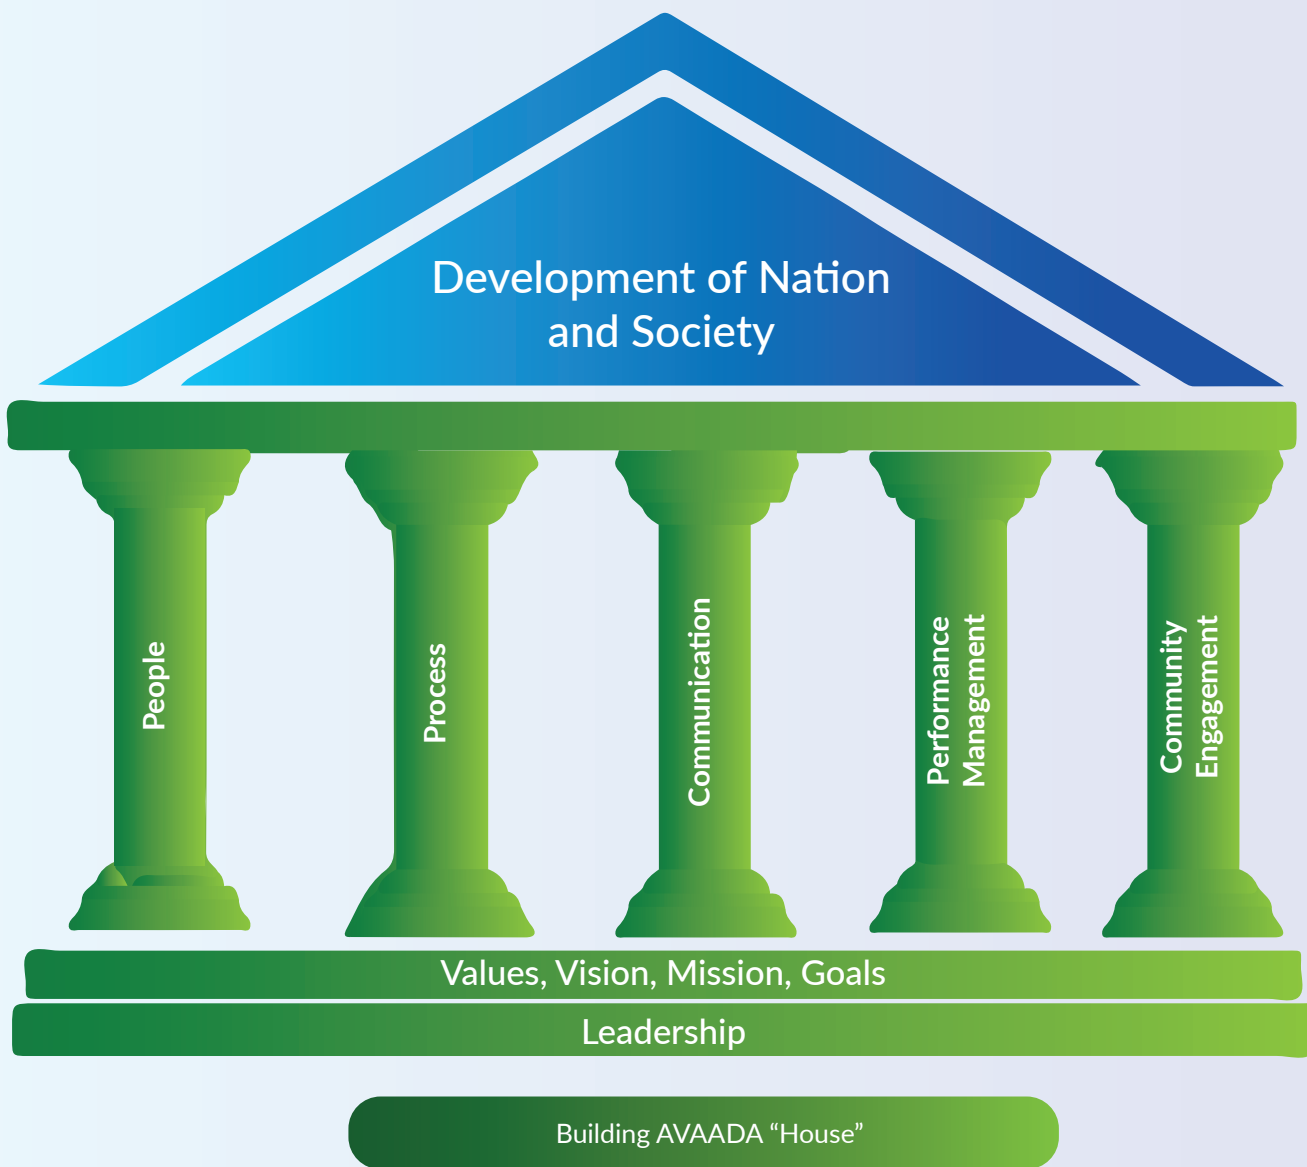 Development of Nation
and Society
People
Process
Communication
Performance
Management
Community
Engagement
Values, Vision, Mission, Goals
Leadership
Building AVAADA “House”